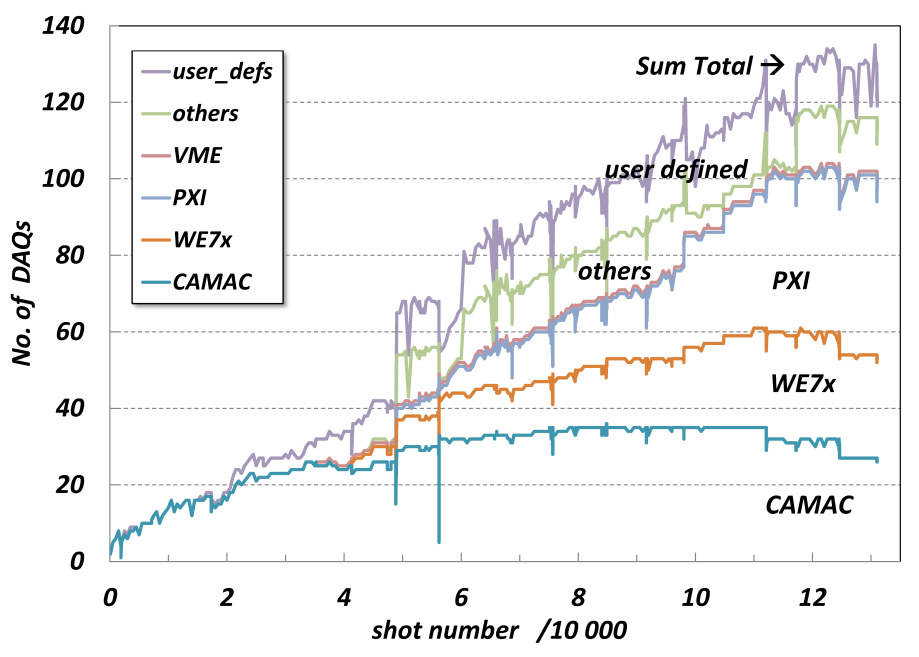 140
120
100
80
60
40
20
0
No. of DAQs
user_defs
others
VME
PXI
WE7x
CAMAC
Sum Total →
user defined
others
PXI
WE7x
CAMAC
0 2 4 6 8 10 12
shot number /10 000